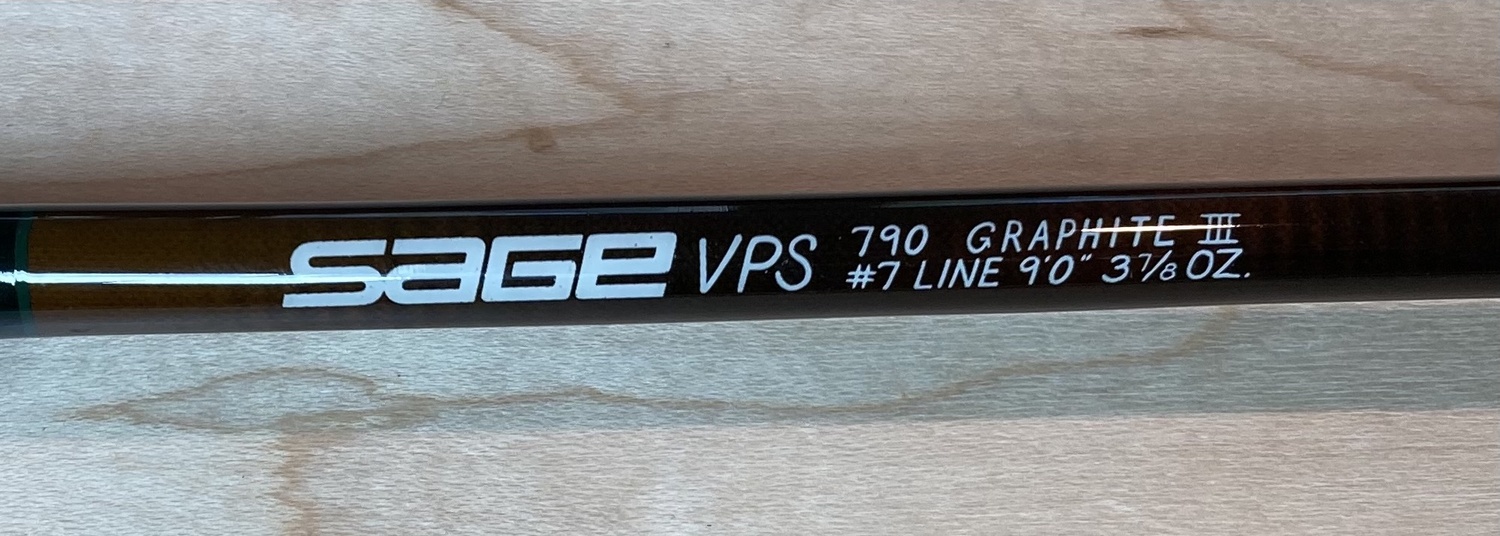 sage VPS 790 GRAPHITE III
#7 LINE 9'0" 3 7/8 OZ.